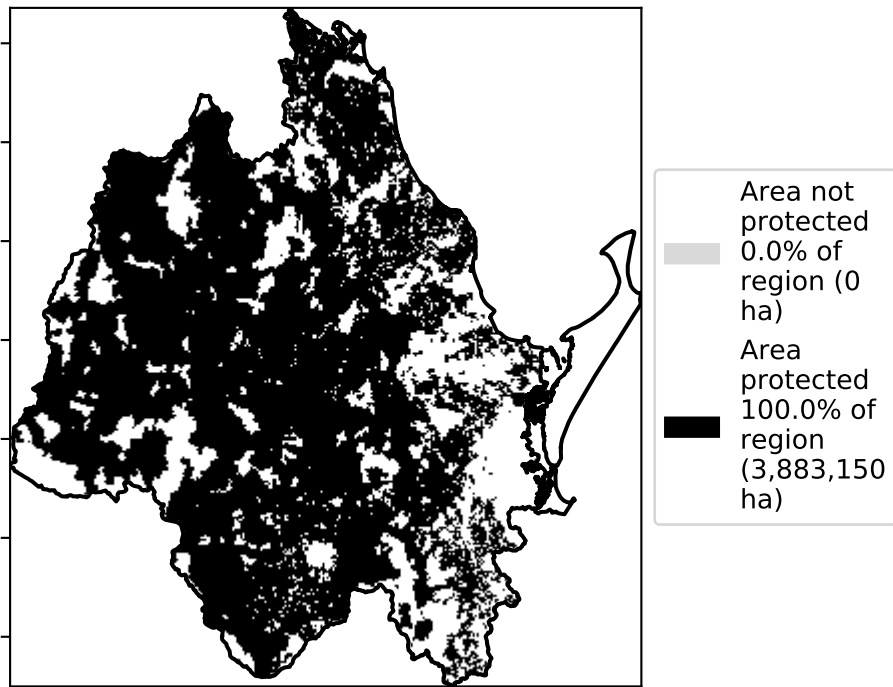 Area not
protected
0.0% of
region (0
ha)
Area
protected
100.0% of
region
(3,883,150
ha)